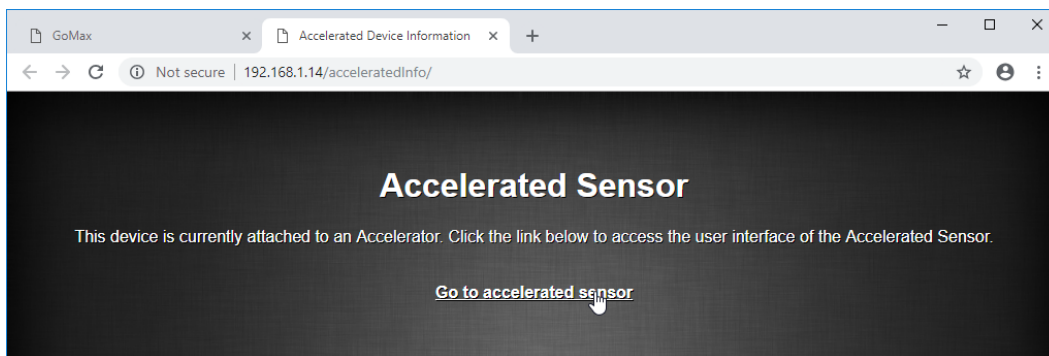 GoMax
Accelerated Device Information
Not secure | 192.168.1.14/acceleratedInfo/
Accelerated Sensor
This device is currently attached to an Accelerator. Click the link below to access the user interface of the Accelerated Sensor.
Go to accelerated sensor